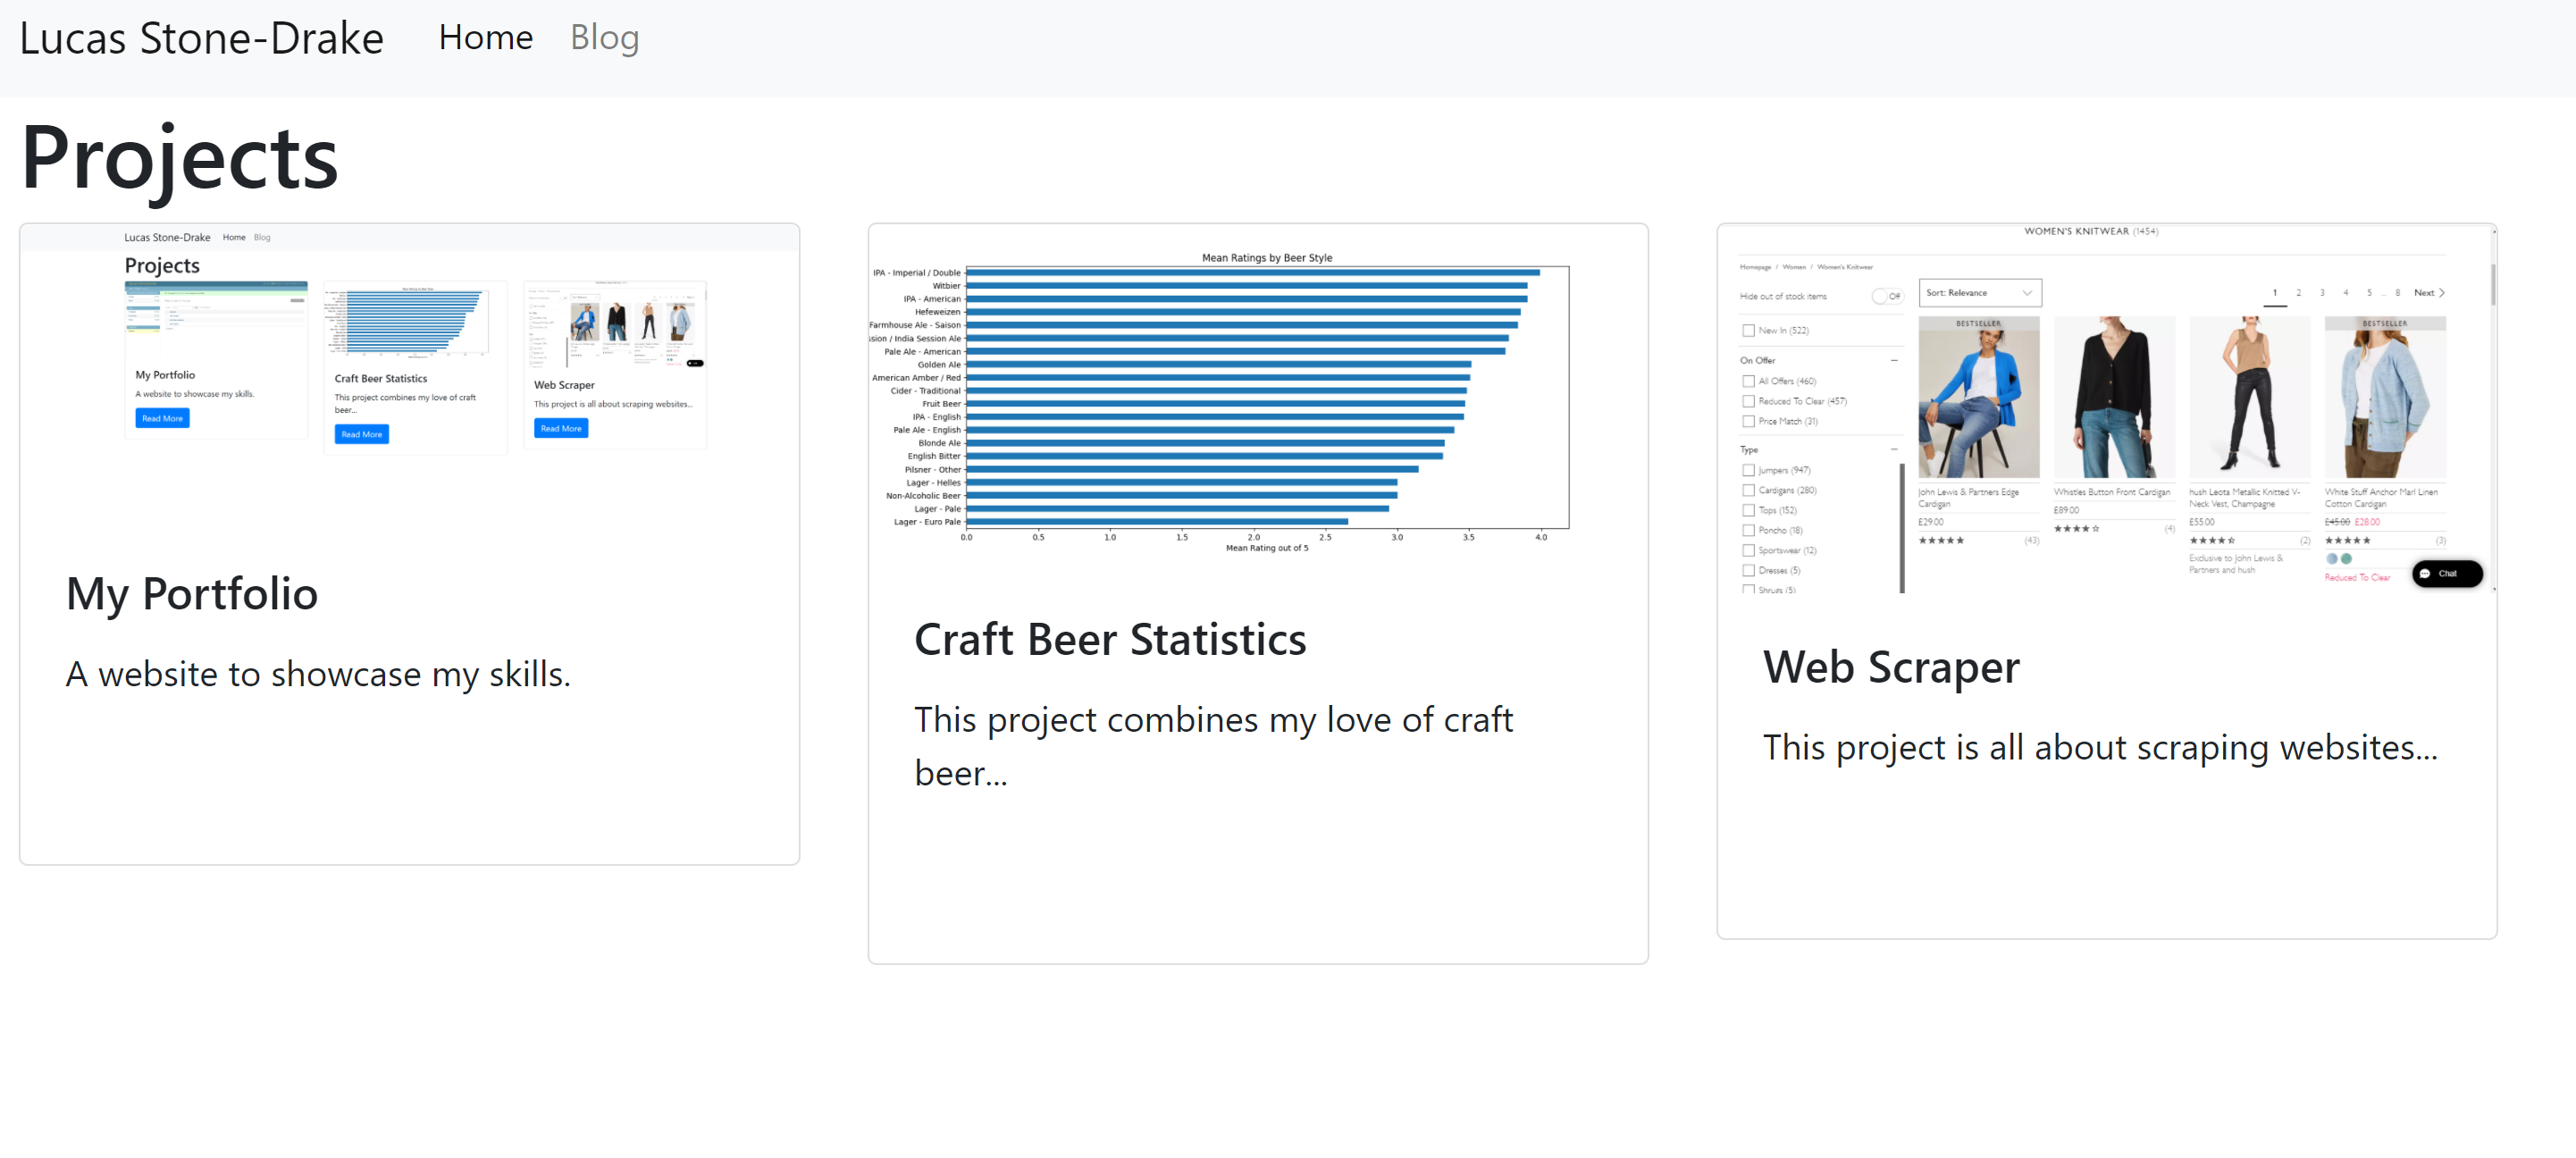 Lucas Stone-Drake Home Blog
Projects
Lucas Stone-Drake Home Blog
Projects
My Portfolio
A website to showcase my skills.
Read More
Craft Beer Statistics
This project combines my love of craft
beer...
Read More
Web Scraper
This project is all about scraping websites...
Read More
My Portfolio
A website to showcase my skills.
Mean Ratings by Beer Style
IPA - Imperial / Double
Witbier
IPA - American
Hefeweizen
Farmhouse Ale - Saison
sion / India Session Ale
Pale Ale - American
Golden Ale
American Amber / Red
Cider - Traditional
Fruit Beer
IPA - English
Pale Ale - English
Blonde Ale
English Bitter
Pilsner - Other
Lager - Helles
Non-Alcoholic Beer
Lager - Pale
Lager - Euro Pale
0.0 0.5 1.0 1.5 2.0 2.5 3.0 3.5 4.0
Mean Rating out of 5
Craft Beer Statistics
This project combines my love of craft
beer...
WOMEN'S KNITWEAR (1454)
Homepage / Women / Women's Knitwear
Hide out of stock items Off
Sort: Relevance
1 2 3 4 5 ... 8 Next
New In (522)
On Offer
All Offers (460)
Reduced To Clear (457)
Price Match (31)
Type
Jumpers (947)
Cardigans (280)
Tops (152)
Poncho (18)
Sportswear (12)
Dresses (5)
Shrugs (5)
BESTSELLER
John Lewis & Partners Edge
Cardigan
£29.00
(43)
Whistles Button Front Cardigan
£89.00
(4)
hush Leota Metallic Knitted V-
Neck Vest, Champagne
£55.00
(2)
Exclusive to John Lewis &
Partners and hush
BESTSELLER
White Stuff Anchor Marl Linen
Cotton Cardigan
£45.00 £28.00
(3)
Reduced To Clear
Chat
Web Scraper
This project is all about scraping websites...